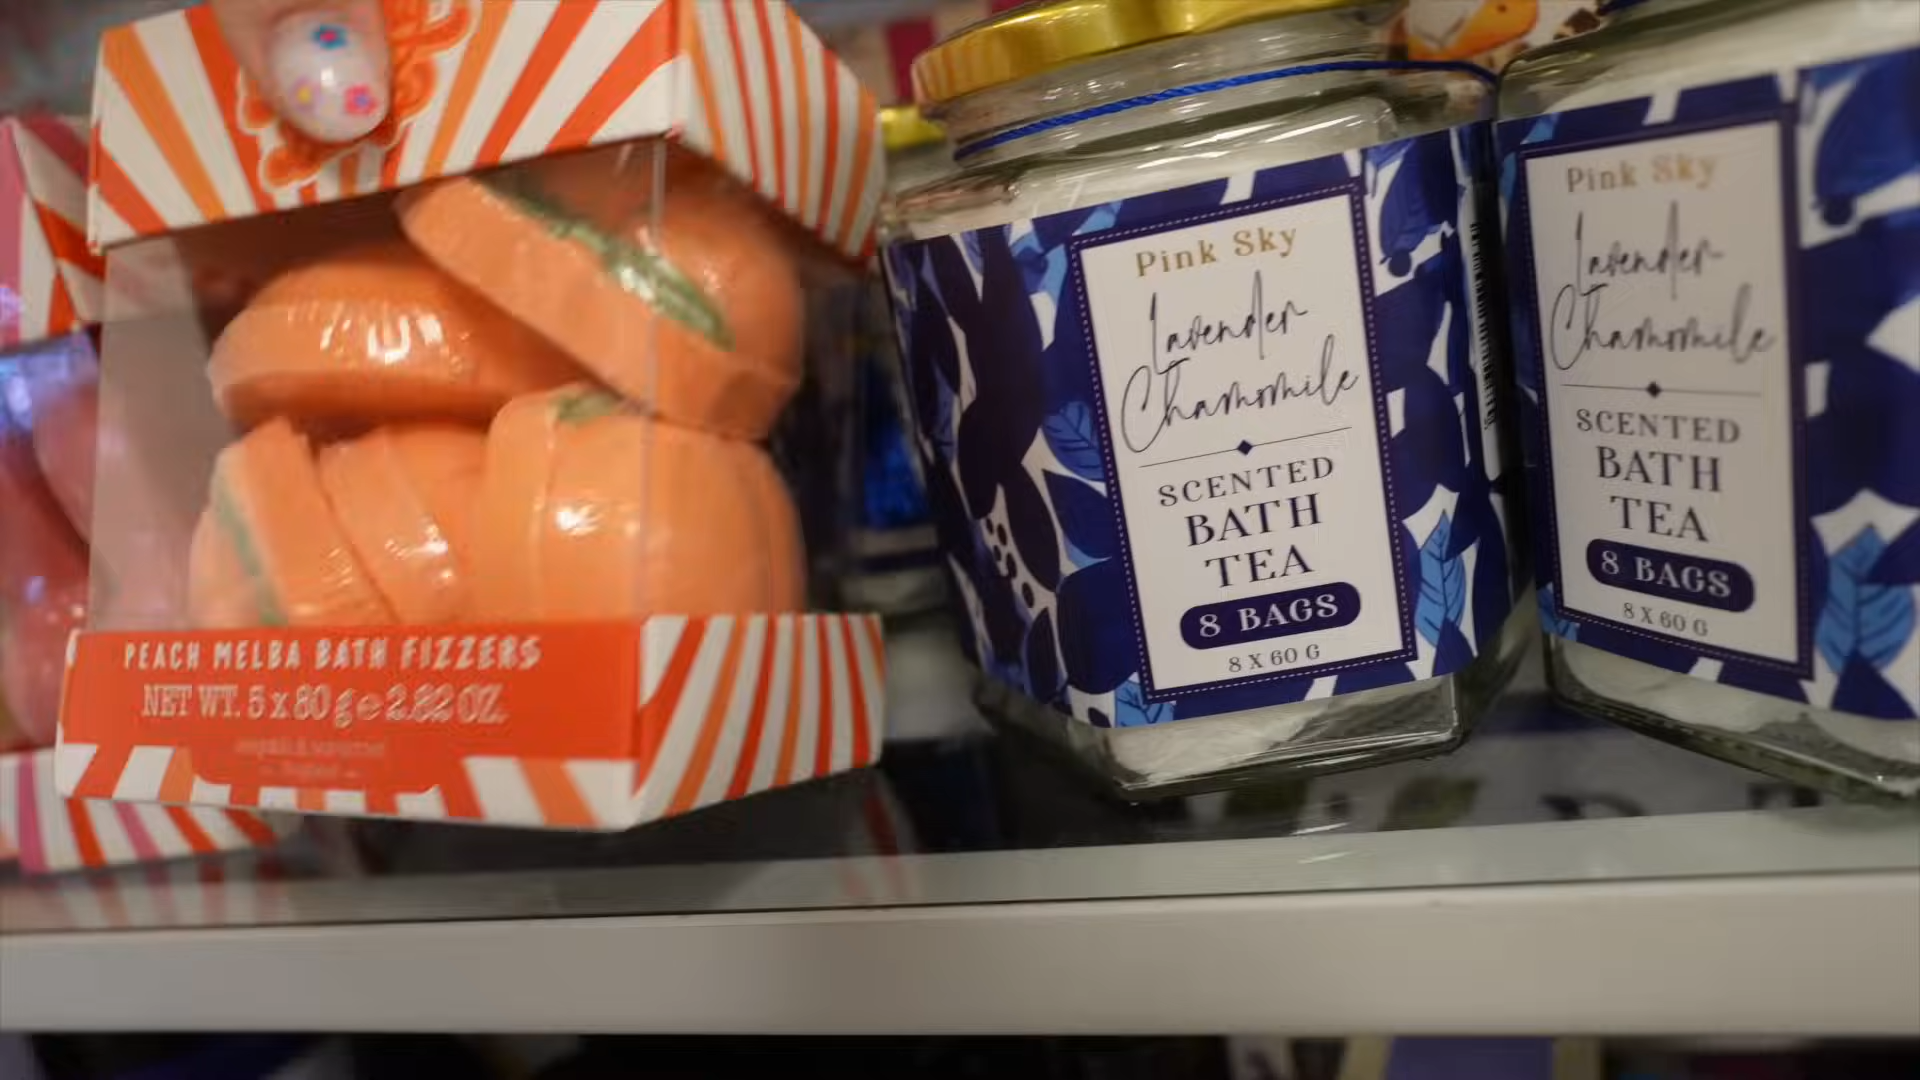 PEACH MELBA BATH FIZZERS
NET WT. 5 x 80 g e 2.82 OZ.
Pink Sky
Lavender
Chamomile
SCENTED
BATH
TEA
8 BAGS
8 X 60 G
Pink Sky
Lavender
Chamomile
SCENTED
BATH
TEA
8 BAGS
8 X 60 G